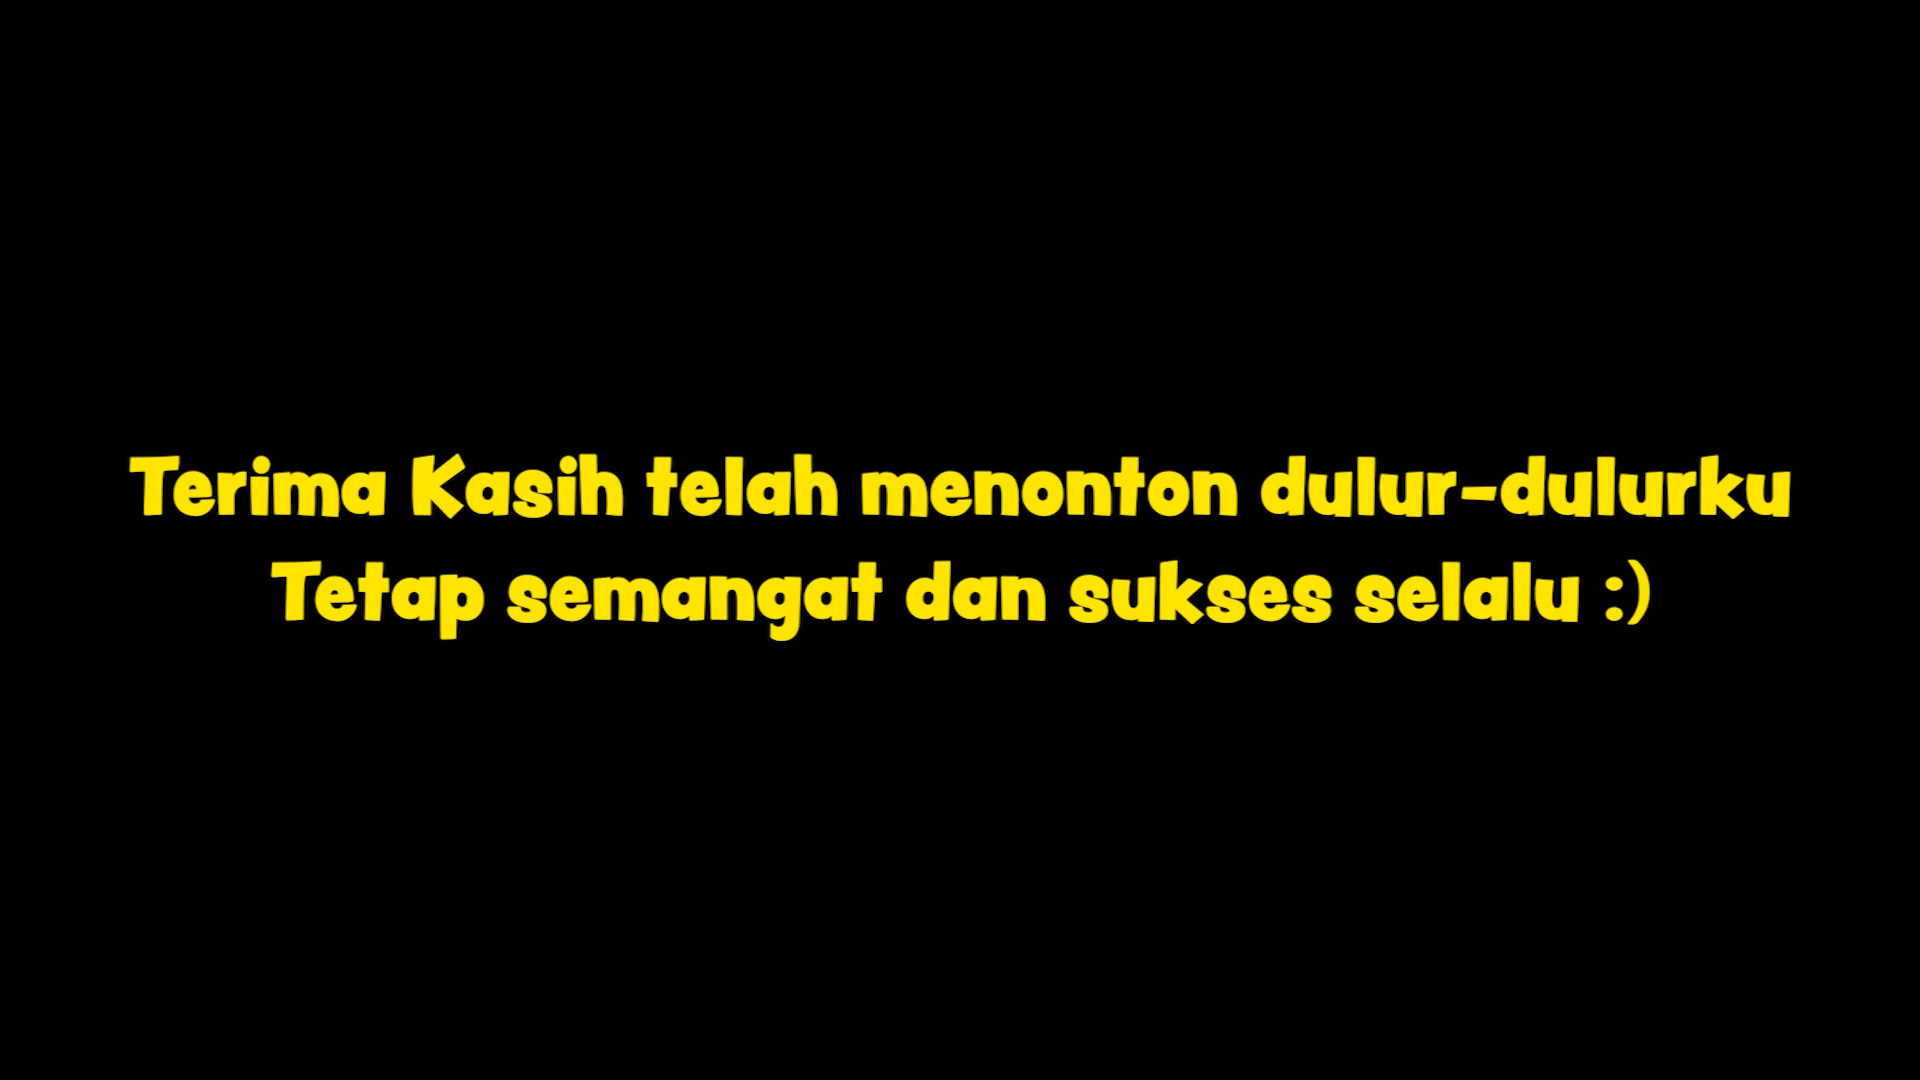 Terima Kasih telah menonton dulur-dulurku
Tetap semangat dan sukses selalu :)